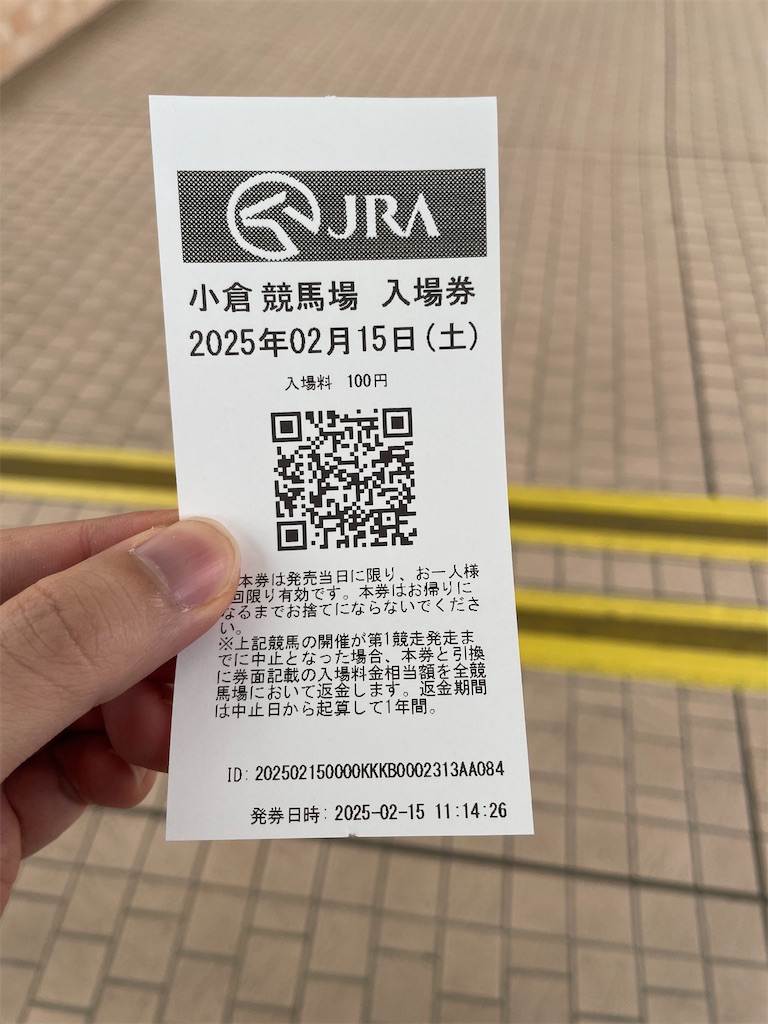 JRA
小倉 競馬場 入場券
2025年02月15日(土)
入場料 100円
本券は発売当日に限り、お一人様
回限り有効です。本券はお帰りに
なるまでお捨てにならないでくださ
い。
※上記競馬の開催が第1競走発走ま
でに中止となった場合、本券と引換
に券面記載の入場料金相当額を全競
馬場において返金します。返金期間
は中止日から起算して1年間。
ID: 202502150000KKKB0002313AA084
発券日時: 2025-02-15 11:14:26